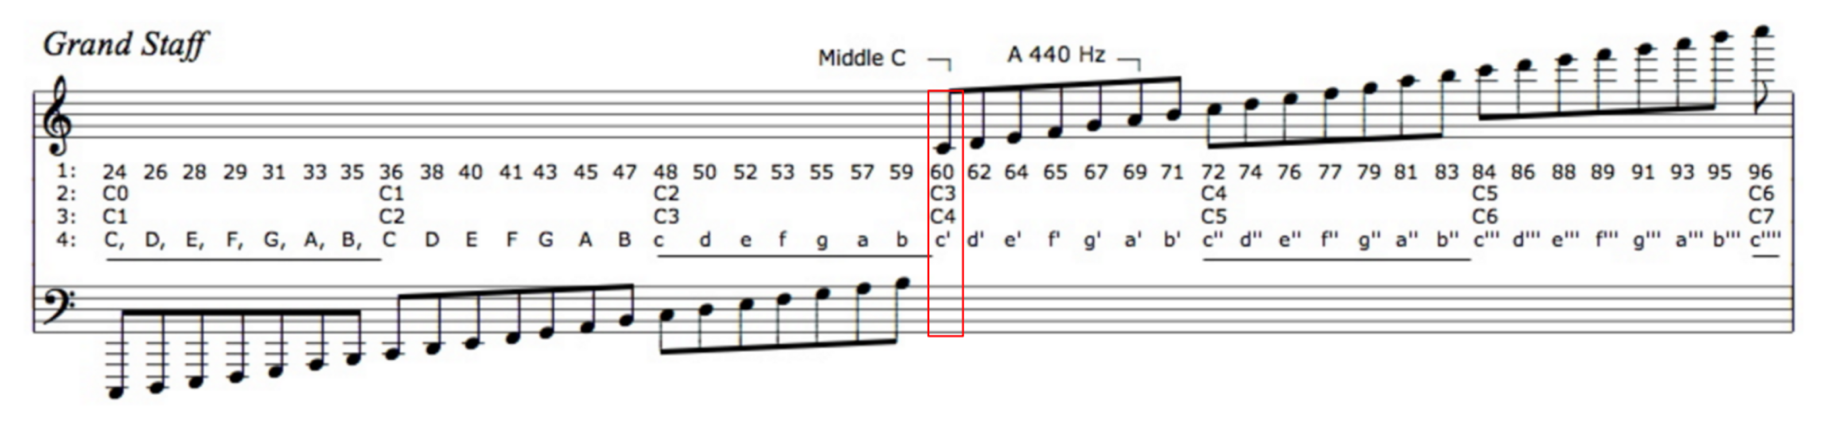 Grand Staff
Middle C A 440 Hz
1: 24 26 28 29 31 33 35 36 38 40 41 43 45 47 48 50 52 53 55 57 59 60 62 64 65 67 69 71 72 74 76 77 79 81 83 84 86 88 89 91 93 95 96
2: C0 C1 C2 C3 C4 C5 C6
3: C1 C2 C3 C4 C5 C6 C7
4: C, D, E, F, G, A, B, C D E F G A B c d e f g a b c' d' e' f' g' a' b' c'' d'' e'' f'' g'' a'' b'' c''' d''' e''' f''' g''' a''' b''' c''''